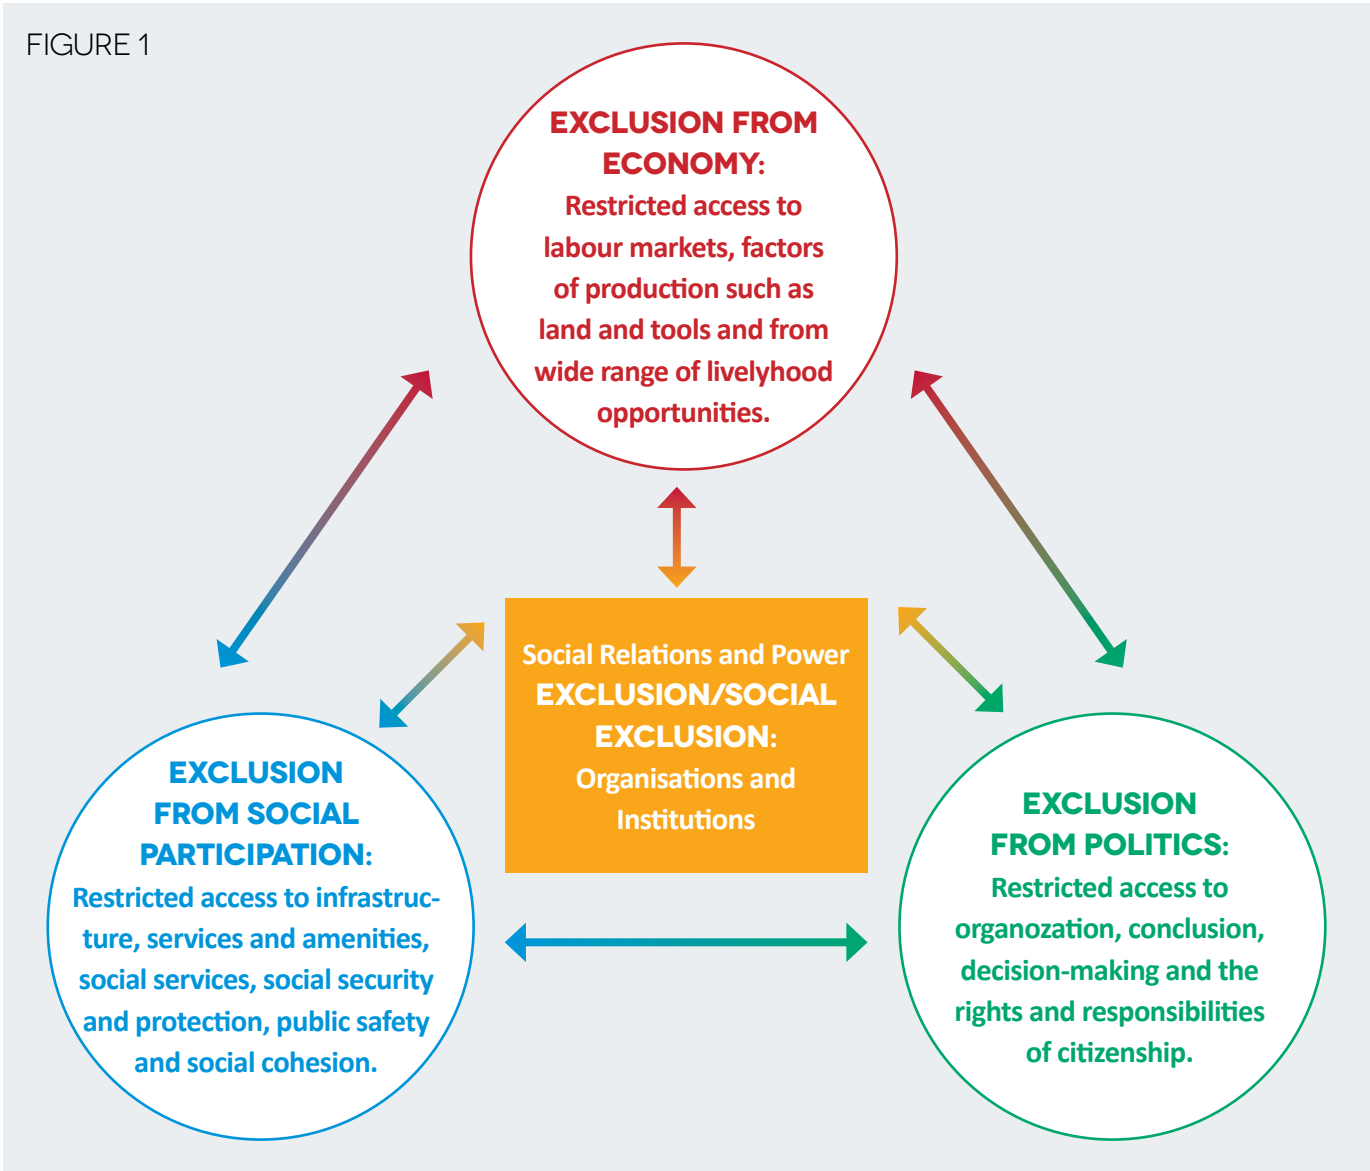 FIGURE 1
EXCLUSION FROM
ECONOMY:
Restricted access to
labour markets, factors
of production such as
land and tools and from
wide range of livelyhood
opportunities.
Social Relations and Power
EXCLUSION/SOCIAL
EXCLUSION:
Organisations and
Institutions
EXCLUSION
FROM SOCIAL
PARTICIPATION:
Restricted access to infrastruc-
ture, services and amenities,
social services, social security
and protection, public safety
and social cohesion.
EXCLUSION
FROM POLITICS:
Restricted access to
organozation, conclusion,
decision-making and the
rights and responsibilities
of citizenship.